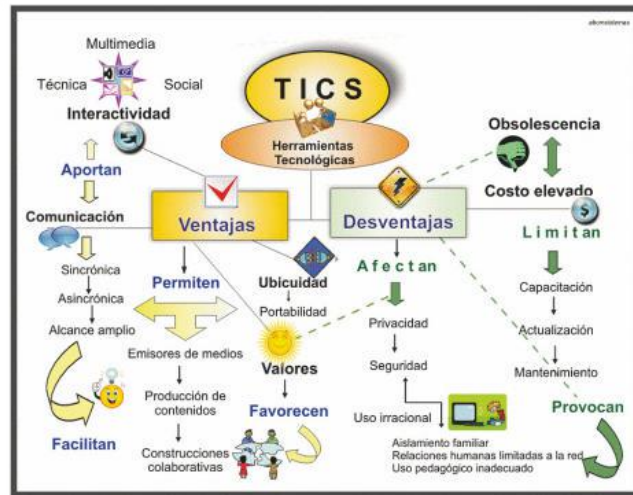 abcmsistemas
Multimedia
Técnica
Social
Interactividad
Aportan
Comunicación
Sincrónica
Asincrónica
Alcance amplio
Facilitan
TICS
Herramientas
Tecnológicas
Ventajas
Permiten
Emisores de medios
Producción de
contenidos
Construcciones
colaborativas
Ubicuidad
Portabilidad
Valores
Favorecen
Desventajas
Afectan
Privacidad
Seguridad
Uso irracional
Aislamiento familiar
Relaciones humanas limitadas a la red
Uso pedagógico inadecuado
Obsolescencia
Costo elevado
$
Limitan
Capacitación
Actualización
Mantenimiento
Provocan